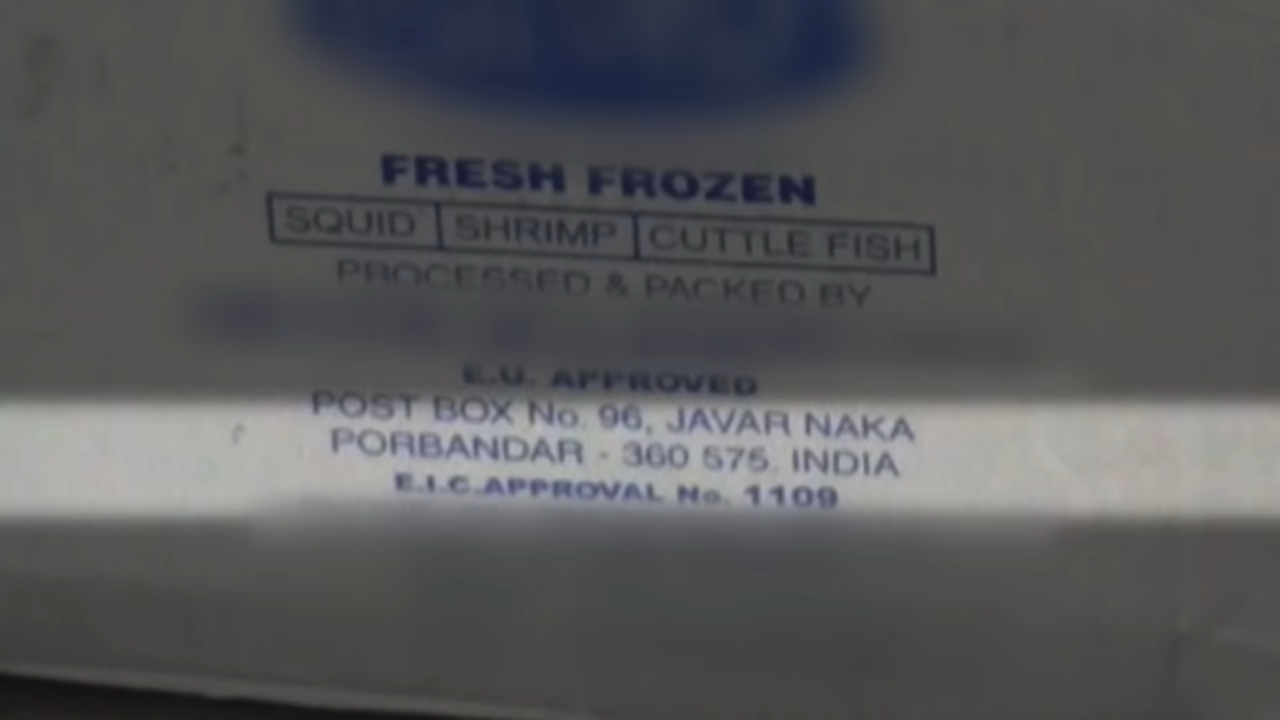 FRESH FROZEN
SQUID SHRIMP CUTTLE FISH
PROCESSED & PACKED BY
E.U. APPROVED
POST BOX No. 96, JAVAR NAKA
PORBANDAR - 360 575. INDIA
E.I.C.APPROVAL No. 1109